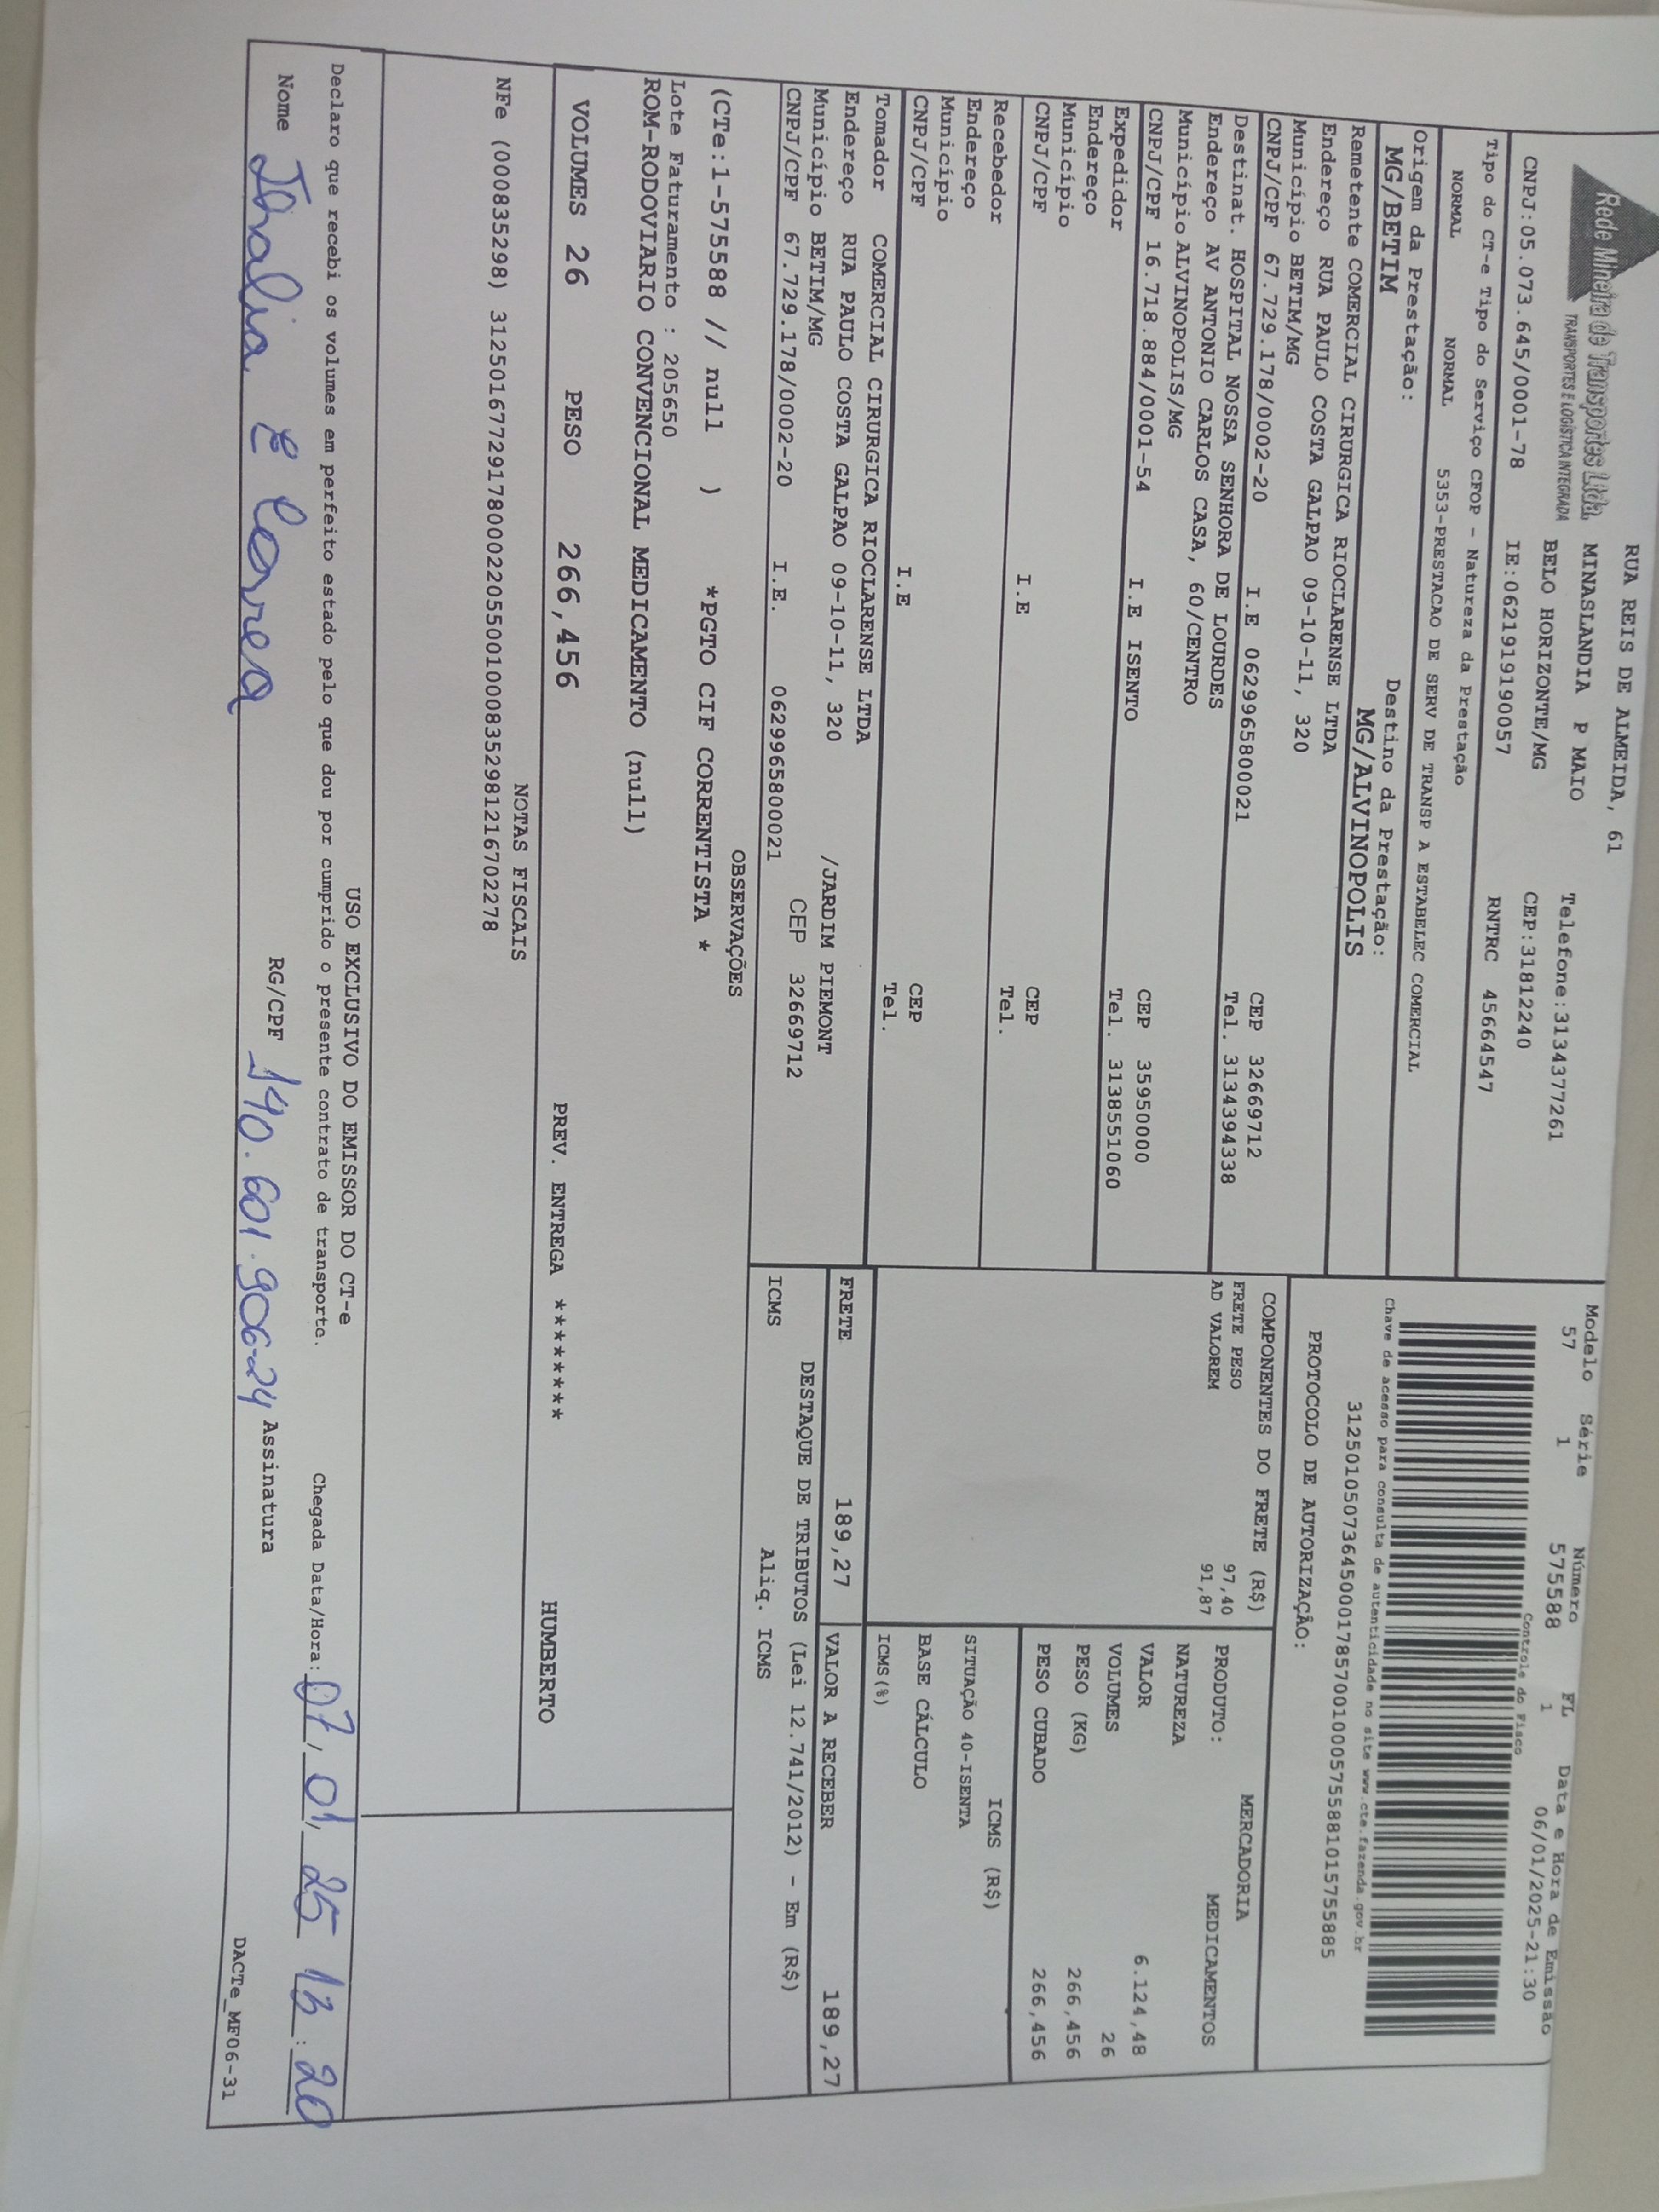 Rede Mineira de Transportes Ltda.
TRANSPORTES E LOGÍSTICA INTEGRADA
RUA REIS DE ALMEIDA, 61
MINASLANDIA P MAIO
BELO HORIZONTE/MG
Telefone:3134377261
CEP:31812240
CNPJ:05.073.645/0001-78 IE:0621919190057 RNTRC 45664547
Modelo Série Número FL Data e Hora de Emissão
57 1 575588 1 06/01/2025-21:30
Controle do Fisco
Tipo do CT-e Tipo do Serviço CFOP - Natureza da Prestação
NORMAL NORMAL 5353-PRESTACAO DE SERV DE TRANSP A ESTABELEC COMERCIAL
Chave de acesso para consulta de autenticidade no site www.cte.fazenda.gov.br
31250105073645000178570010005755881015755885
PROTOCOLO DE AUTORIZAÇÃO:
Origem da Prestação: Destino da Prestação:
MG/BETIM MG/ALVINOPOLIS
Remetente COMERCIAL CIRURGICA RIOCLARENSE LTDA
Endereço RUA PAULO COSTA GALPAO 09-10-11, 320
Município BETIM/MG CEP 32669712
CNPJ/CPF 67.729.178/0002-20 I.E 0629965800021 Tel. 3134394338
Destinat. HOSPITAL NOSSA SENHORA DE LOURDES
Endereço AV ANTONIO CARLOS CASA, 60/CENTRO
Município ALVINOPOLIS/MG CEP 35950000
CNPJ/CPF 16.718.884/0001-54 I.E ISENTO Tel. 3138551060
Expedidor
Endereço
Município CEP
CNPJ/CPF I.E Tel.
Recebedor
Endereço
Município CEP
CNPJ/CPF I.E Tel.
Tomador COMERCIAL CIRURGICA RIOCLARENSE LTDA
Endereço RUA PAULO COSTA GALPAO 09-10-11, 320 /JARDIM PIEMONT
Município BETIM/MG CEP 32669712
CNPJ/CPF 67.729.178/0002-20 I.E. 0629965800021
COMPONENTES DO FRETE (R$)
FRETE PESO 97,40
AD VALOREM 91,87
MERCADORIA
PRODUTO: MEDICAMENTOS
NATUREZA
VALOR 6.124,48
VOLUMES 26
PESO (KG) 266,456
PESO CUBADO 266,456
ICMS (R$)
SITUAÇÃO 40-ISENTA
BASE CÁLCULO
ICMS(%)
FRETE 189,27 VALOR A RECEBER 189,27
DESTAQUE DE TRIBUTOS (Lei 12.741/2012) - Em (R$)
ICMS Aliq. ICMS
OBSERVAÇÕES
(CTe:1-575588 // null ) *PGTO CIF CORRENTISTA *
Lote Faturamento : 205650
ROM-RODOVIARIO CONVENCIONAL MEDICAMENTO (null)
VOLUMES 26 PESO 266,456 PREV. ENTREGA ******** HUMBERTO
NOTAS FISCAIS
NFe (000835298) 31250167729178000220550010008352981216702278
USO EXCLUSIVO DO EMISSOR DO CT-e
Declaro que recebi os volumes em perfeito estado pelo que dou por cumprido o presente contrato de transporte. Chegada Data/Hora: 07, 01, 25 13:20
Nome RG/CPF 140.601.906-24 Assinatura
DACTe_MF06-31